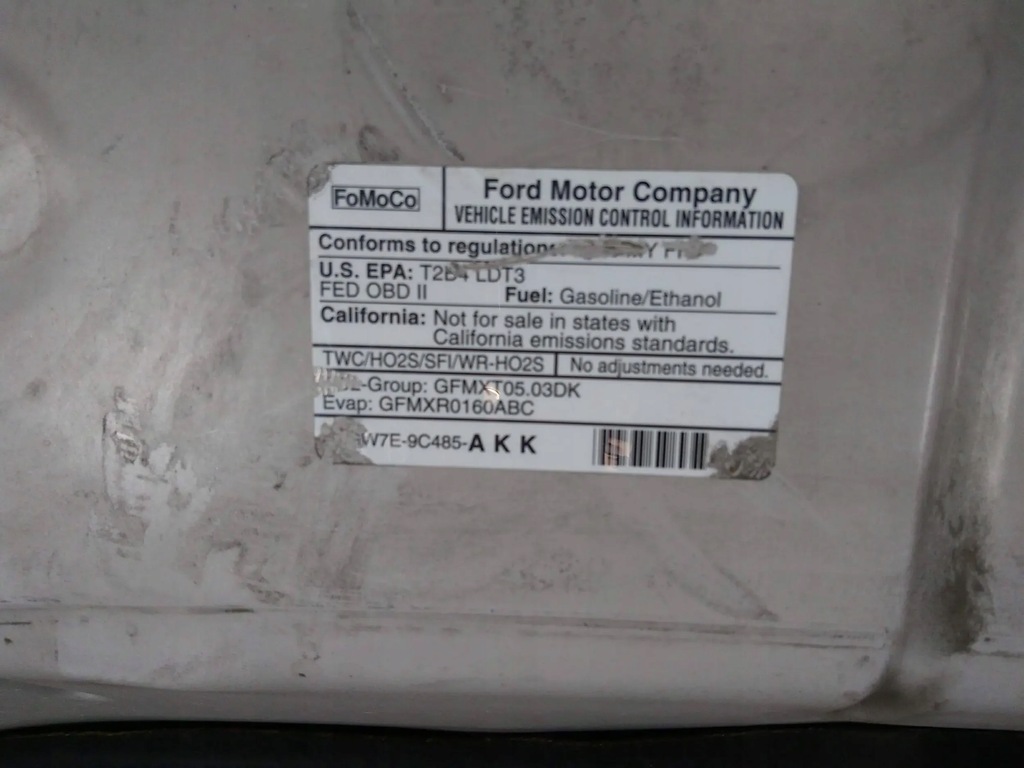 FoMoCo
Ford Motor Company
VEHICLE EMISSION CONTROL INFORMATION
Conforms to regulations:
U.S. EPA: T2B4 LDT3
FED OBD II Fuel: Gasoline/Ethanol
California: Not for sale in states with
California emissions standards.
TWC/HO2S/SFI/WR-HO2S No adjustments needed.
-Group: GFMXT05.03DK
Evap: GFMXR0160ABC
W7E-9C485-AKK